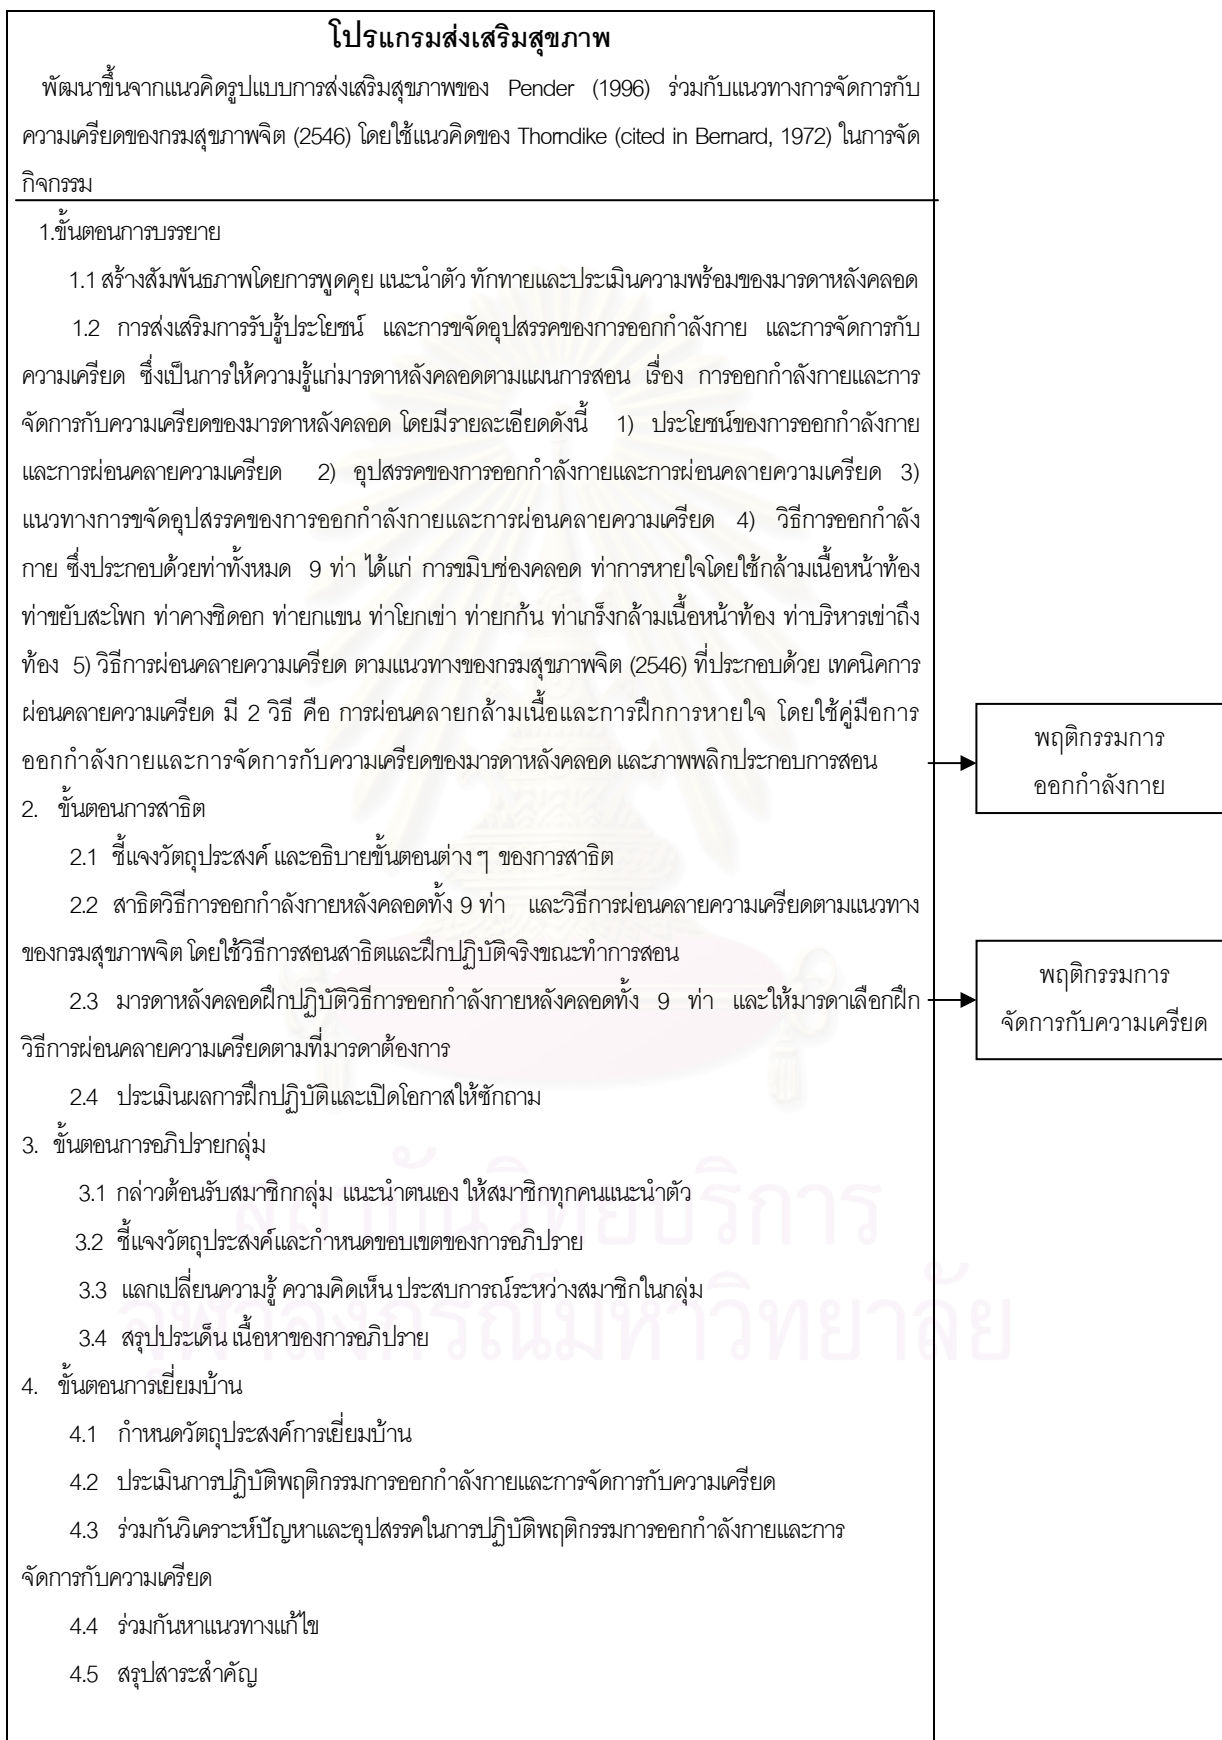 โปรแกรมส่งเสริมสุขภาพ
พัฒนาขึ้นจากแนวคิดรูปแบบการส่งเสริมสุขภาพของ Pender (1996) ร่วมกับแนวทางการจัดการกับ
ความเครียดของกรมสุขภาพจิต (2546) โดยใช้แนวคิดของ Thorndike (cited in Bernard, 1972) ในการจัด
กิจกรรม
1.ขั้นตอนการบรรยาย
1.1 สร้างสัมพันธภาพโดยการพูดคุย แนะนำตัว ทักทายและประเมินความพร้อมของมารดาหลังคลอด
1.2 การส่งเสริมการรับรู้ประโยชน์ และการขจัดอุปสรรคของการออกกำลังกาย และการจัดการกับ
ความเครียด ซึ่งเป็นการให้ความรู้แก่มารดาหลังคลอดตามแผนการสอน เรื่อง การออกกำลังกายและการ
จัดการกับความเครียดของมารดาหลังคลอด โดยมีรายละเอียดดังนี้ 1) ประโยชน์ของการออกกำลังกาย
และการผ่อนคลายความเครียด 2) อุปสรรคของการออกกำลังกายและการผ่อนคลายความเครียด 3)
แนวทางการขจัดอุปสรรคของการออกกำลังกายและการผ่อนคลายความเครียด 4) วิธีการออกกำลัง
กาย ซึ่งประกอบด้วยท่าทั้งหมด 9 ท่า ได้แก่ การขมิบช่องคลอด ท่าการหายใจโดยใช้กล้ามเนื้อหน้าท้อง
ท่าขยับสะโพก ท่าคางชิดอก ท่ายกแขน ท่าโยกเข่า ท่ายกก้น ท่าเกร็งกล้ามเนื้อหน้าท้อง ท่าบริหารเข่าถึง
ท้อง 5) วิธีการผ่อนคลายความเครียด ตามแนวทางของกรมสุขภาพจิต (2546) ที่ประกอบด้วย เทคนิคการ
ผ่อนคลายความเครียด มี 2 วิธี คือ การผ่อนคลายกล้ามเนื้อและการฝึกการหายใจ โดยใช้คู่มือการ
ออกกำลังกายและการจัดการกับความเครียดของมารดาหลังคลอด และภาพพลิกประกอบการสอน
พฤติกรรมการ
ออกกำลังกาย
2. ขั้นตอนการสาธิต
2.1 ชี้แจงวัตถุประสงค์ และอธิบายขั้นตอนต่าง ๆ ของการสาธิต
2.2 สาธิตวิธีการออกกำลังกายหลังคลอดทั้ง 9 ท่า และวิธีการผ่อนคลายความเครียดตามแนวทาง
ของกรมสุขภาพจิต โดยใช้วิธีการสอนสาธิตและฝึกปฏิบัติจริงขณะทำการสอน
2.3 มารดาหลังคลอดฝึกปฏิบัติวิธีการออกกำลังกายหลังคลอดทั้ง 9 ท่า และให้มารดาเลือกฝึก
วิธีการผ่อนคลายความเครียดตามที่มารดาต้องการ
พฤติกรรมการ
จัดการกับความเครียด
2.4 ประเมินผลการฝึกปฏิบัติและเปิดโอกาสให้ซักถาม
3. ขั้นตอนการอภิปรายกลุ่ม
3.1 กล่าวต้อนรับสมาชิกกลุ่ม แนะนำตนเอง ให้สมาชิกทุกคนแนะนำตัว
3.2 ชี้แจงวัตถุประสงค์และกำหนดขอบเขตของการอภิปราย
3.3 แลกเปลี่ยนความรู้ ความคิดเห็น ประสบการณ์ระหว่างสมาชิกในกลุ่ม
3.4 สรุปประเด็น เนื้อหาของการอภิปราย
4. ขั้นตอนการเยี่ยมบ้าน
4.1 กำหนดวัตถุประสงค์การเยี่ยมบ้าน
4.2 ประเมินการปฏิบัติพฤติกรรมการออกกำลังกายและการจัดการกับความเครียด
4.3 ร่วมกันวิเคราะห์ปัญหาและอุปสรรคในการปฏิบัติพฤติกรรมการออกกำลังกายและการ
จัดการกับความเครียด
4.4 ร่วมกันหาแนวทางแก้ไข
4.5 สรุปสาระสำคัญ
สถาบันวิทยบริการ
จุฬาลงกรณ์มหาวิทยาลัย